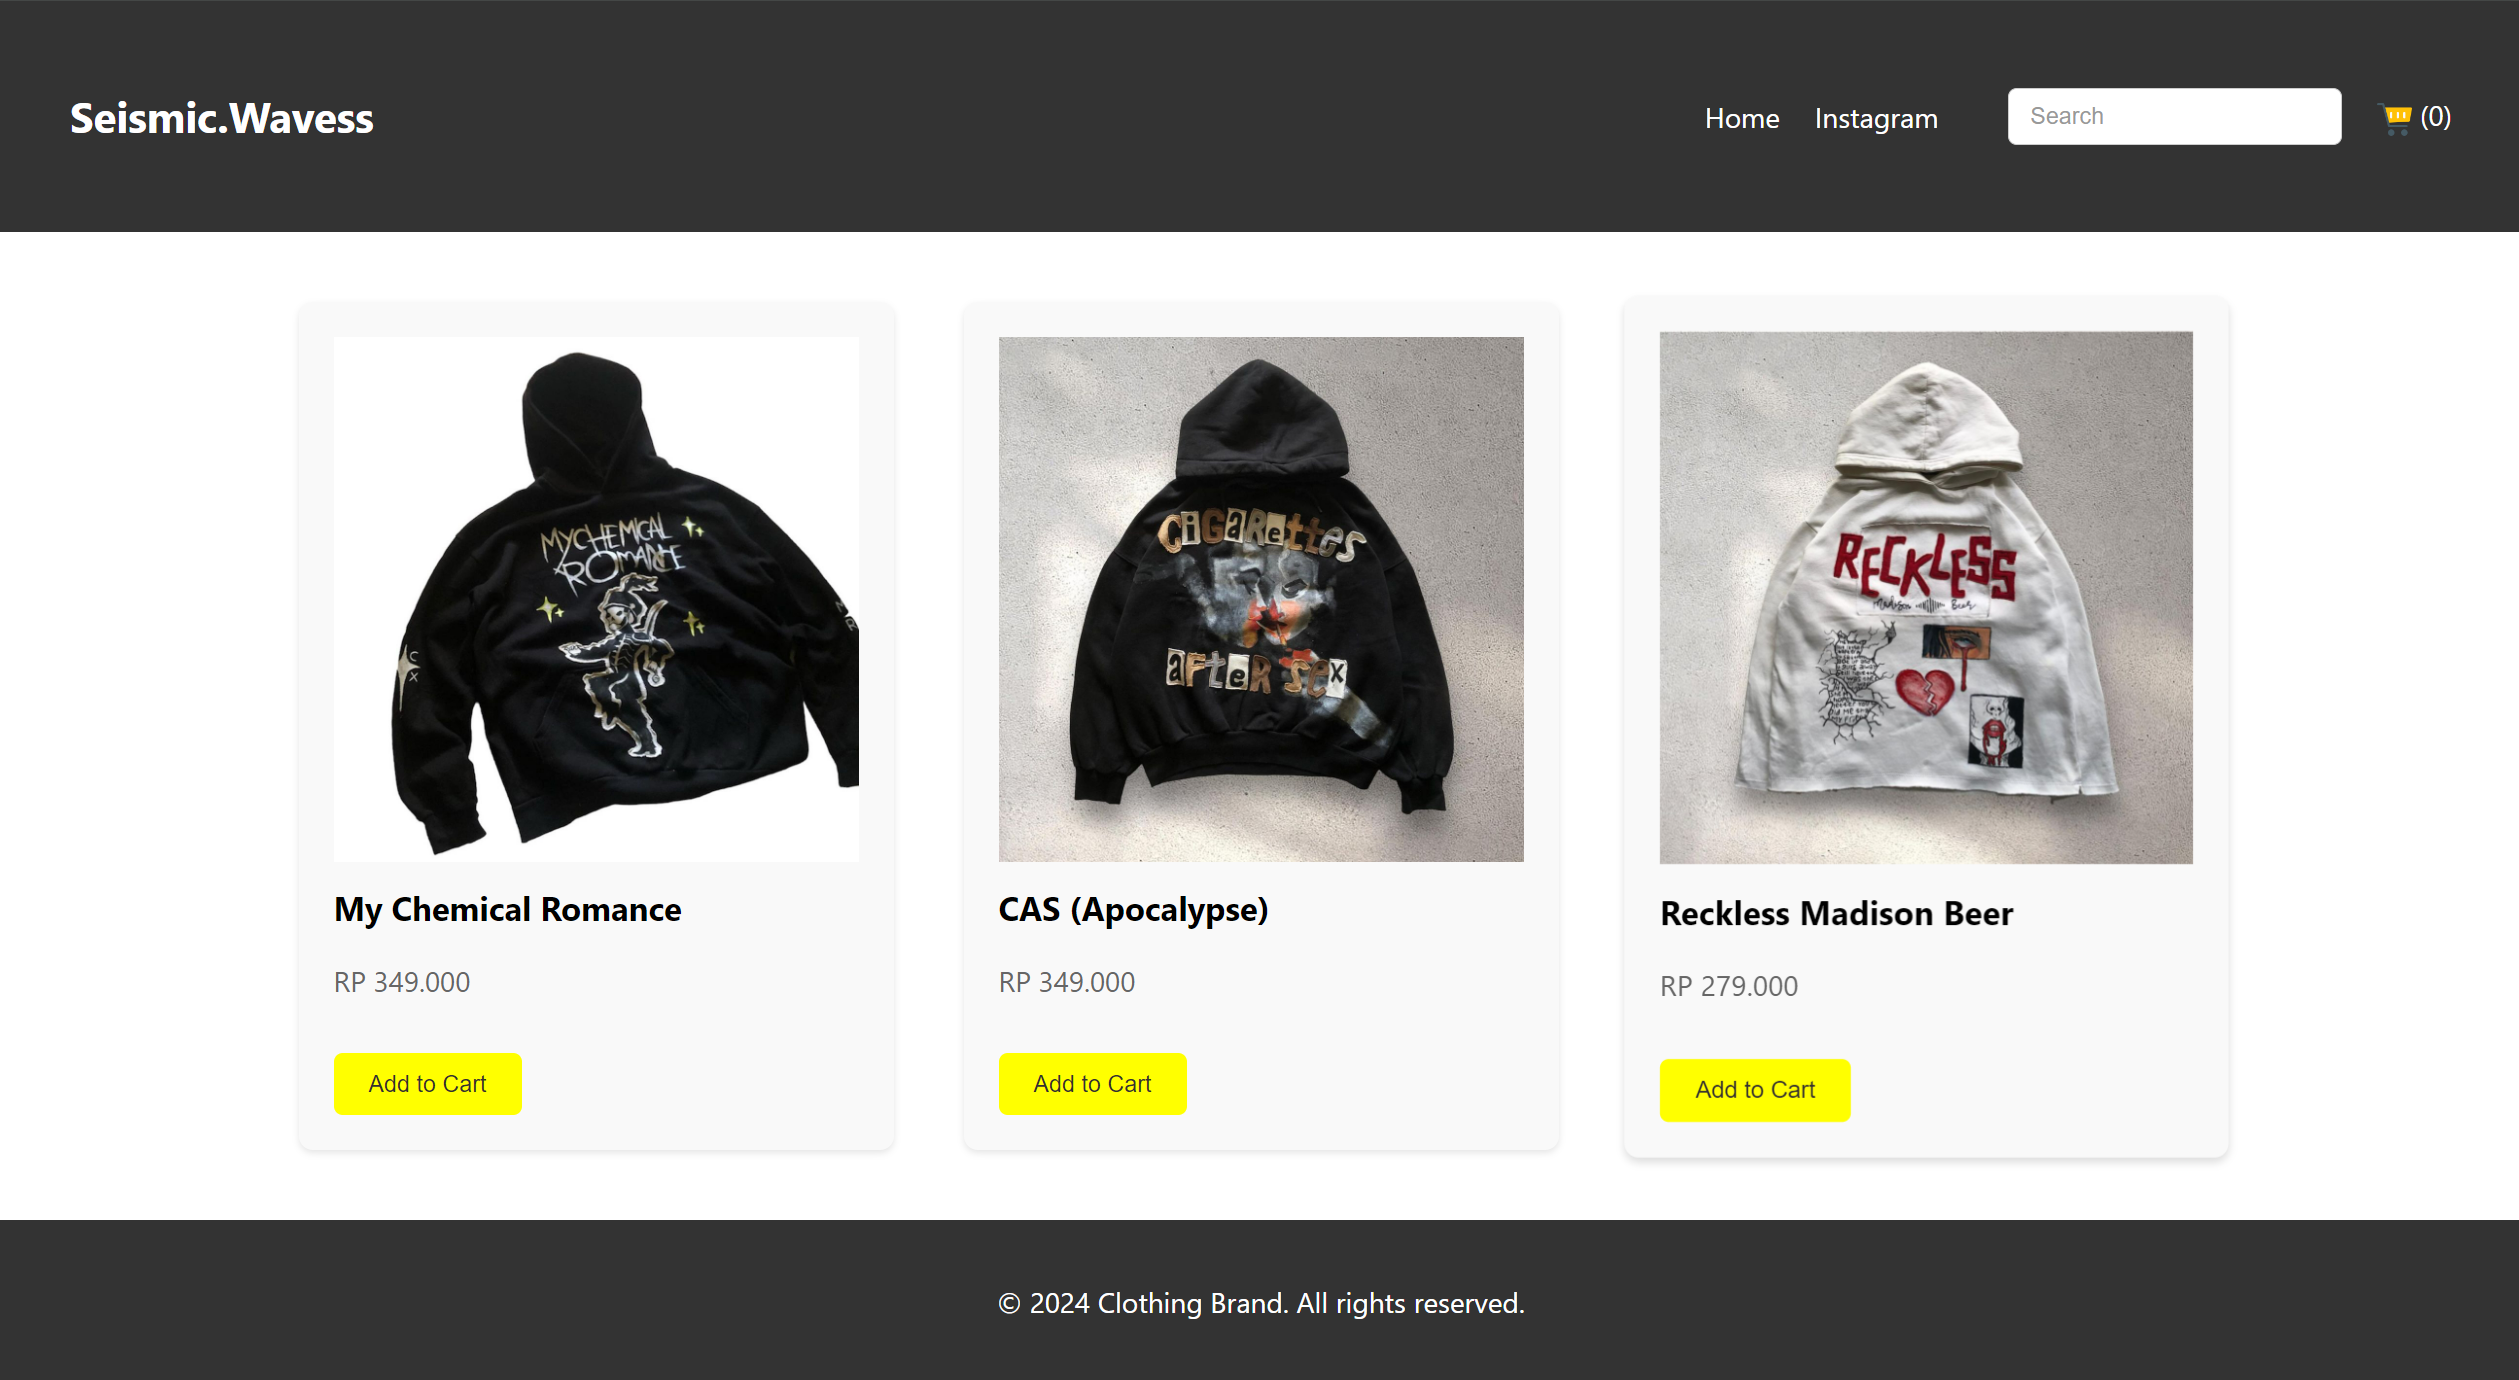 Seismic.Wavess
Home
Instagram
Search
(0)
MY CHEMICAL
ROMANCE
CIGARettes
after sex
RECKLESS
Madison Beer
My Chemical Romance
CAS (Apocalypse)
Reckless Madison Beer
RP 349.000
RP 349.000
RP 279.000
Add to Cart
Add to Cart
Add to Cart
© 2024 Clothing Brand. All rights reserved.